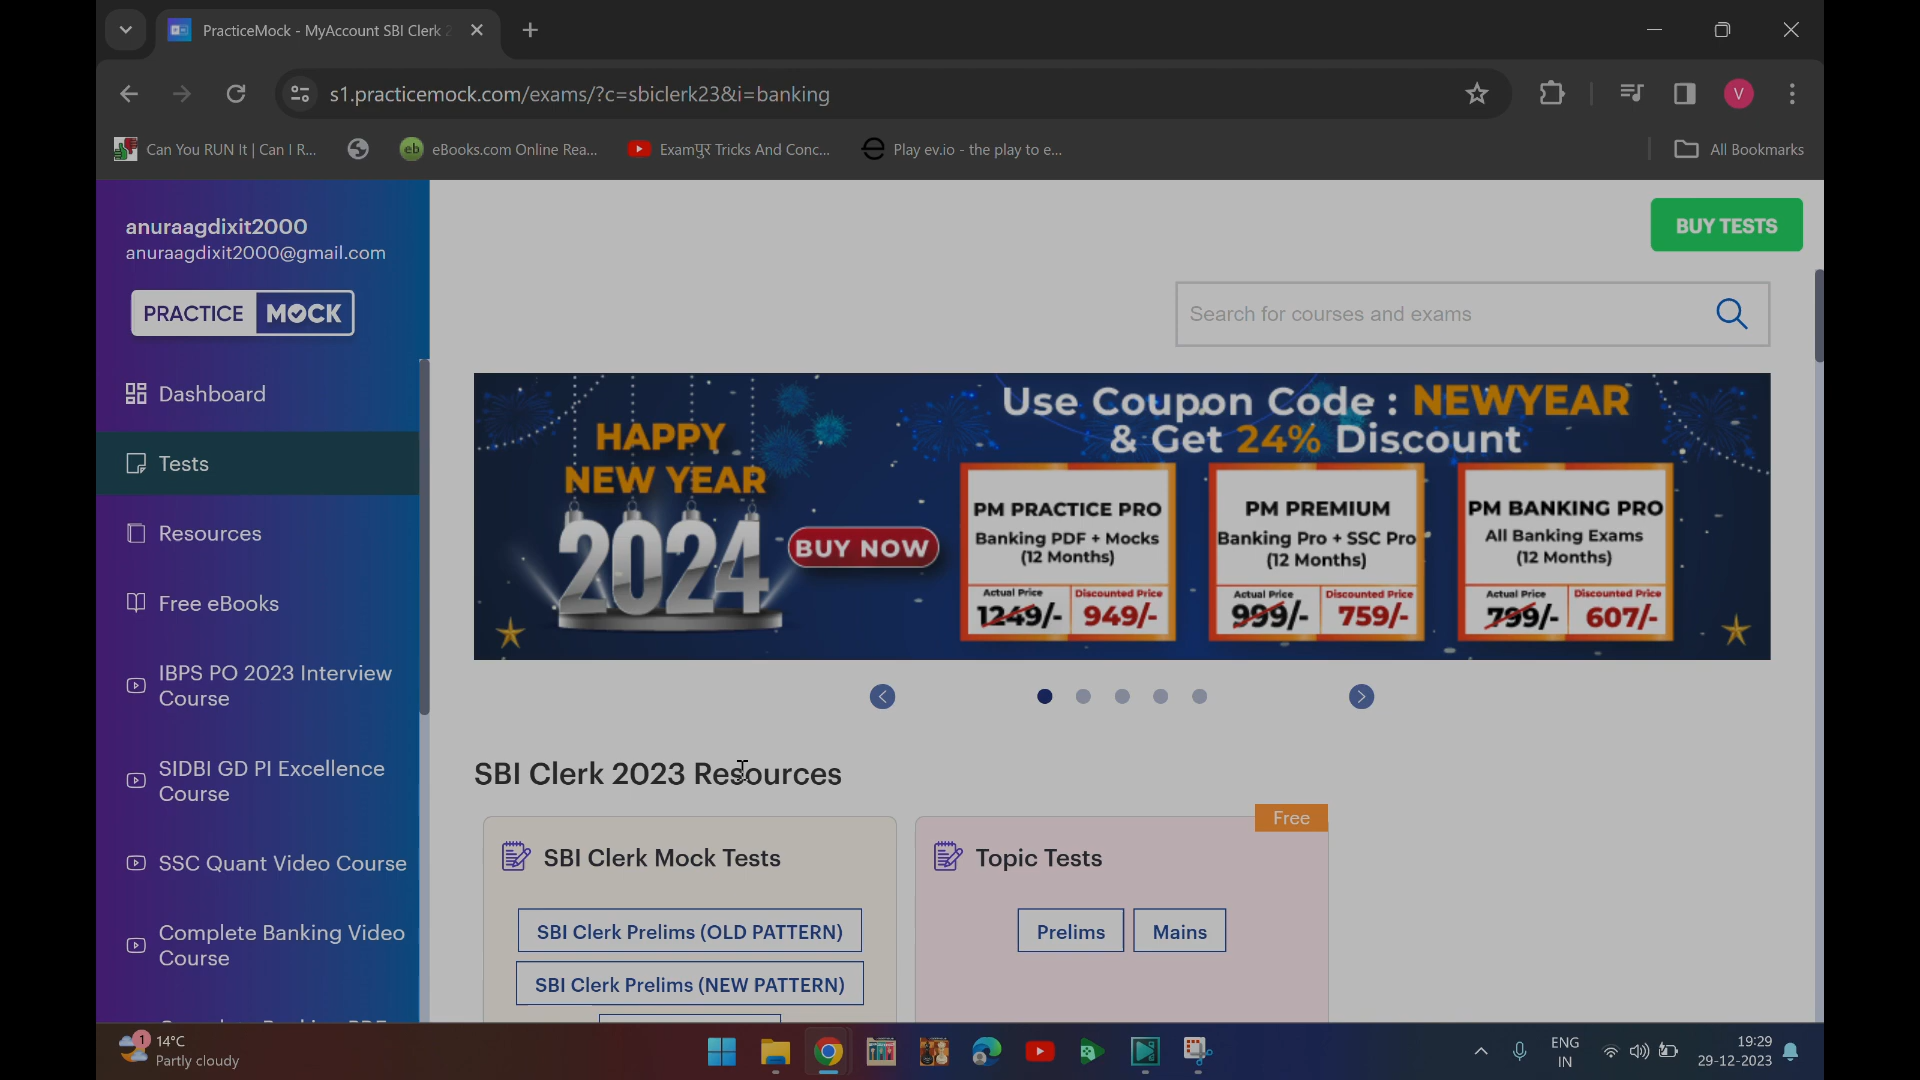 PracticeMock - MyAccount SBI Clerk 2
s1.practicemock.com/exams/?c=sbiclerk23&i=banking
V
Can You RUN It | Can I R...
eb
eBooks.com Online Rea...
Examपुर Tricks And Conc...
Play ev.io - the play to e...
All Bookmarks
anuraagdixit2000
anuraagdixit2000@gmail.com
PRACTICE MOCK
Dashboard
Tests
Resources
Free eBooks
IBPS PO 2023 Interview
Course
SIDBI GD PI Excellence
Course
SSC Quant Video Course
Complete Banking Video
Course
BUY TESTS
Search for courses and exams
HAPPY
NEW YEAR
2024
BUY NOW
Use Coupon Code : NEWYEAR
& Get 24% Discount
PM PRACTICE PRO
Banking PDF + Mocks
(12 Months)
Actual Price
1249/-
Discounted Price
949/-
PM PREMIUM
Banking Pro + SSC Pro
(12 Months)
Actual Price
999/-
Discounted Price
759/-
PM BANKING PRO
All Banking Exams
(12 Months)
Actual Price
799/-
Discounted Price
607/-
SBI Clerk 2023 Resources
SBI Clerk Mock Tests
SBI Clerk Prelims (OLD PATTERN)
SBI Clerk Prelims (NEW PATTERN)
Free
Topic Tests
Prelims
Mains
1
14°C
Partly cloudy
ENG
IN
19:29
29-12-2023